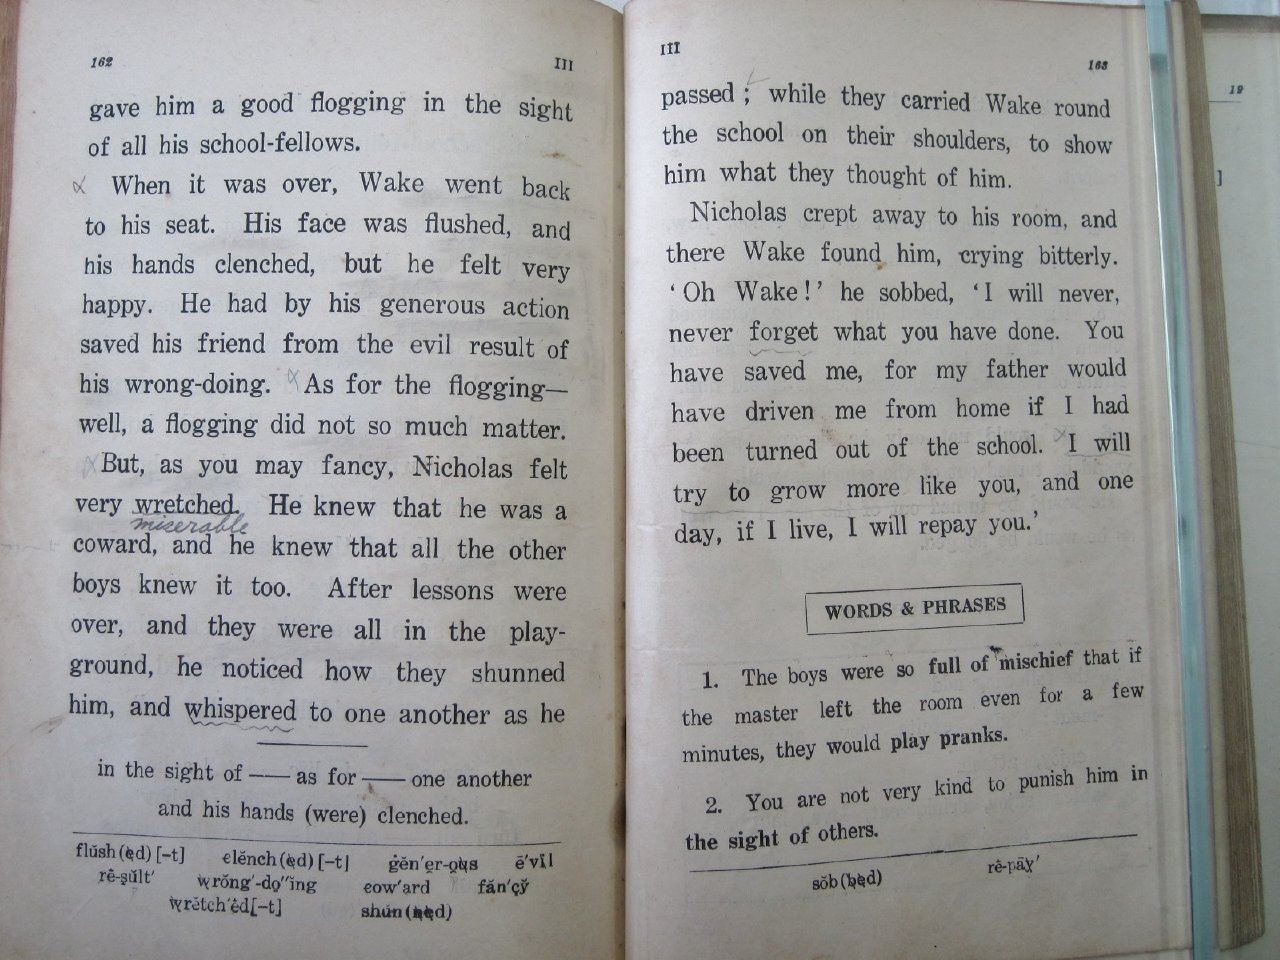 162
III
gave him a good flogging in the sight
of all his school-fellows.
When it was over, Wake went back
to his seat. His face was flushed, and
his hands clenched, but he felt very
happy. He had by his generous action
saved his friend from the evil result of
his wrong-doing. As for the flogging—
well, a flogging did not so much matter.
But, as you may fancy, Nicholas felt
very wretched. He knew that he was a
miserable
coward, and he knew that all the other
boys knew it too. After lessons were
over, and they were all in the play-
ground, he noticed how they shunned
him, and whispered to one another as he
in the sight of — as for — one another
and his hands (were) clenched.
flŭsh(ed) [-t] clĕnch(ed) [-t] ġĕn′er-oŭs ē′vil
rê-şŭlt′ wrŏng′-do″ing cow′ard făn′çy̆
wrĕtch′ĕd[-t] shŭn(ned)
III
163
passed; while they carried Wake round
the school on their shoulders, to show
him what they thought of him.
Nicholas crept away to his room, and
there Wake found him, crying bitterly.
‘Oh Wake!’ he sobbed, ‘I will never,
never forget what you have done. You
have saved me, for my father would
have driven me from home if I had
been turned out of the school. I will
try to grow more like you, and one
day, if I live, I will repay you.’
WORDS & PHRASES
1. The boys were so full of mischief that if
the master left the room even for a few
minutes, they would play pranks.
2. You are not very kind to punish him in
the sight of others.
sŏb(bed) rê-pāy′
19
]